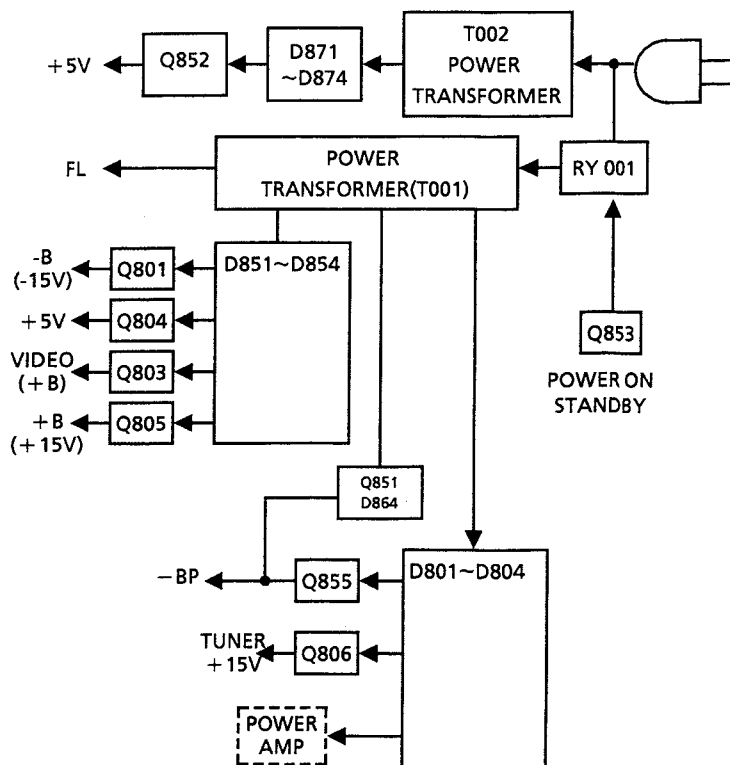 +5V
Q852
D871
~D874
T002
POWER
TRANSFORMER
FL
POWER
TRANSFORMER(T001)
RY 001
-B
(-15V)
Q801
D851~D854
+5V
Q804
VIDEO
(+B)
Q803
+B
(+15V)
Q805
Q853
POWER ON
STANDBY
Q851
D864
-BP
Q855
D801~D804
TUNER
+15V
Q806
POWER
AMP